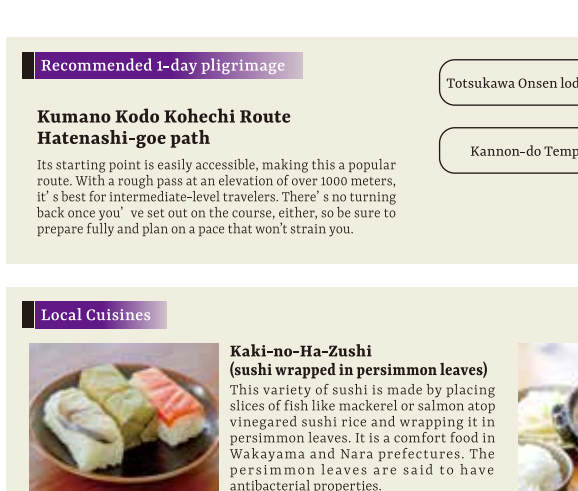 Recommended 1-day pligrimage
Kumano Kodo Kohechi Route
Hatenashi-goe path
Its starting point is easily accessible, making this a popular
route. With a rough pass at an elevation of over 1000 meters,
it’ s best for intermediate-level travelers. There’ s no turning
back once you’ ve set out on the course, either, so be sure to
prepare fully and plan on a pace that won’t strain you.
Totsukawa Onsen lod
Kannon-do Temp
Local Cuisines
Kaki-no-Ha-Zushi
(sushi wrapped in persimmon leaves)
This variety of sushi is made by placing
slices of fish like mackerel or salmon atop
vinegared sushi rice and wrapping it in
persimmon leaves. It is a comfort food in
Wakayama and Nara prefectures. The
persimmon leaves are said to have
antibacterial properties.